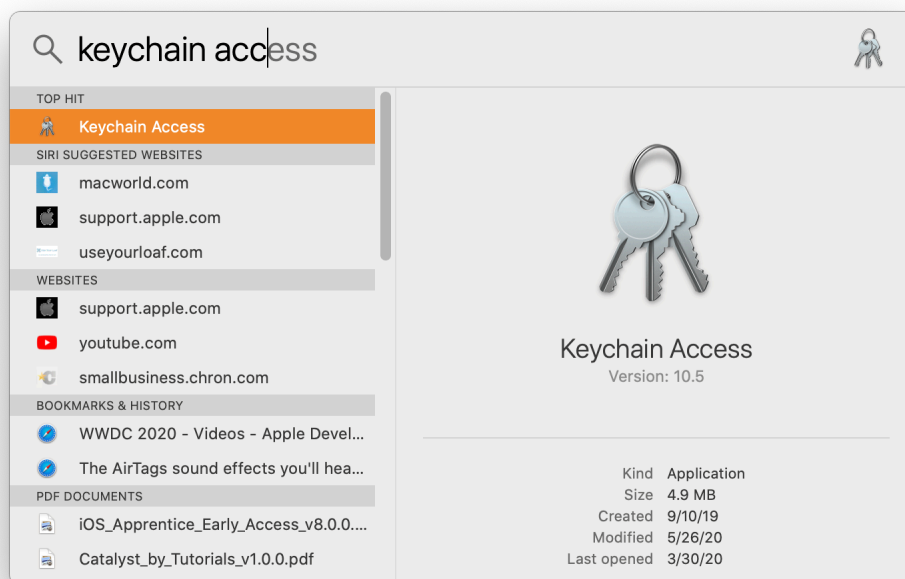 keychain access
TOP HIT
Keychain Access
SIRI SUGGESTED WEBSITES
macworld.com
support.apple.com
useyourloaf.com
WEBSITES
support.apple.com
youtube.com
smallbusiness.chron.com
BOOKMARKS & HISTORY
WWDC 2020 - Videos - Apple Devel...
The AirTags sound effects you'll hea...
PDF DOCUMENTS
iOS_Apprentice_Early_Access_v8.0.0....
Catalyst_by_Tutorials_v1.0.0.pdf
Keychain Access
Version: 10.5
Kind Application
Size 4.9 MB
Created 9/10/19
Modified 5/26/20
Last opened 3/30/20